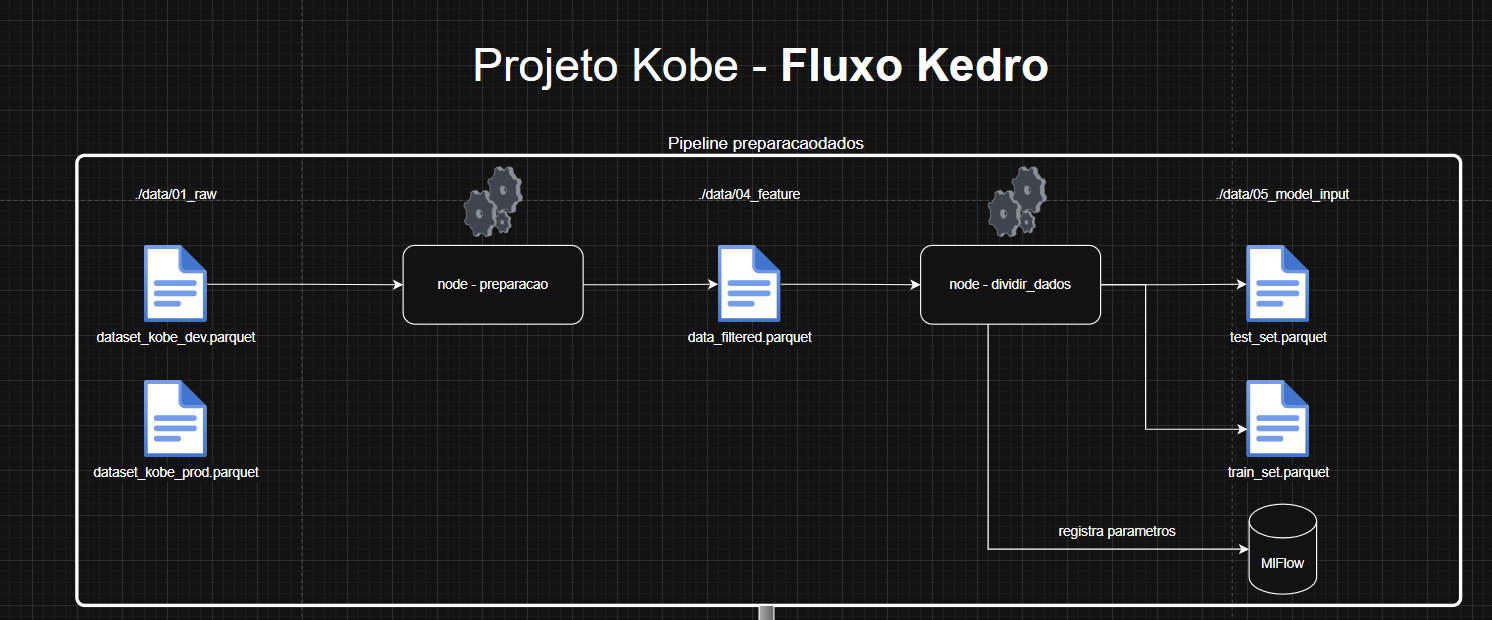 Projeto Kobe - Fluxo Kedro
Pipeline preparacaodados
./data/01_raw
./data/04_feature
./data/05_model_input
node - preparacao
node - dividir_dados
dataset_kobe_dev.parquet
data_filtered.parquet
test_set.parquet
dataset_kobe_prod.parquet
train_set.parquet
registra parametros
MlFlow